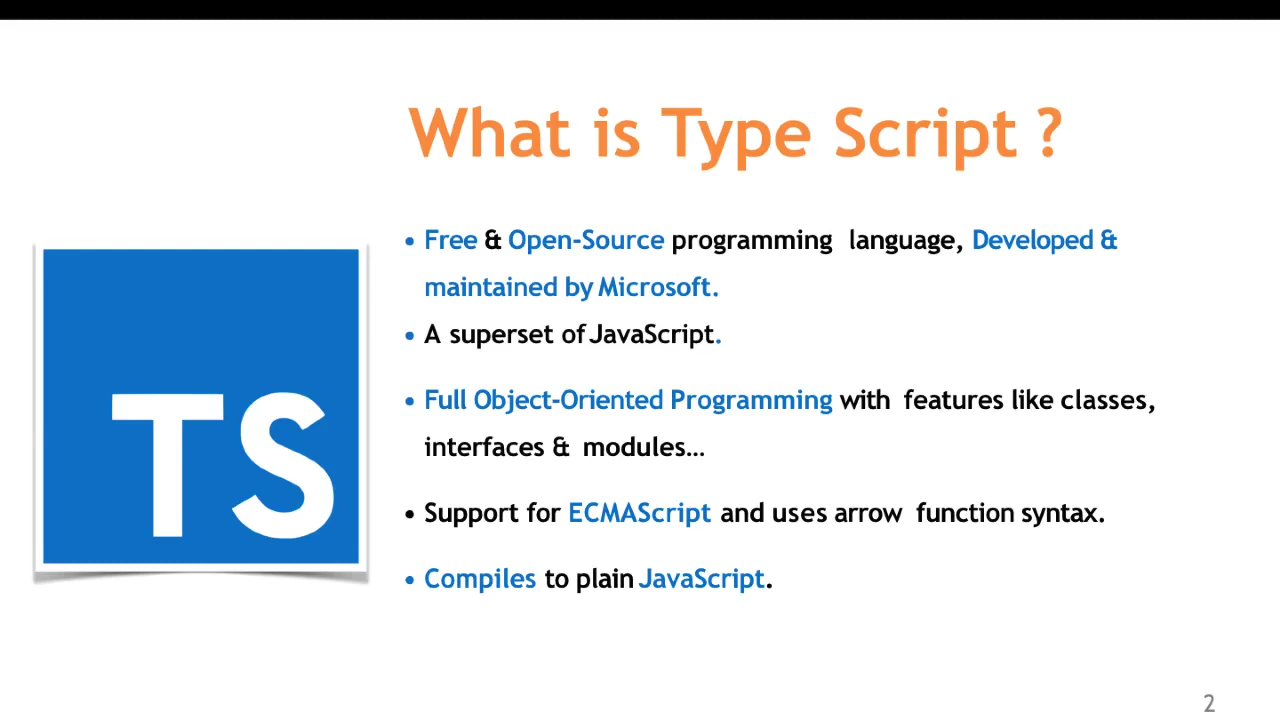 What is Type Script ?
• Free & Open-Source programming language, Developed &
maintained by Microsoft.
• A superset of JavaScript.
• Full Object-Oriented Programming with features like classes,
interfaces & modules…
• Support for ECMAScript and uses arrow function syntax.
• Compiles to plain JavaScript.
TS
2